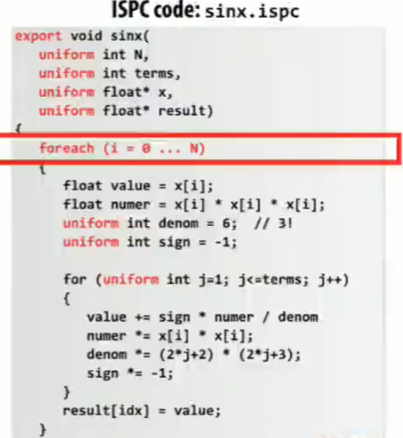 ISPC code: sinx.ispc
export void sinx(
uniform int N,
uniform int terms,
uniform float* x,
uniform float* result)
{
foreach (i = 0 ... N)
{
float value = x[i];
float numer = x[i] * x[i] * x[i];
uniform int denom = 6;  // 3!
uniform int sign = -1;
for (uniform int j=1; j<=terms; j++)
{
value += sign * numer / denom
numer *= x[i] * x[i];
denom *= (2*j+2) * (2*j+3);
sign *= -1;
}
result[idx] = value;
}